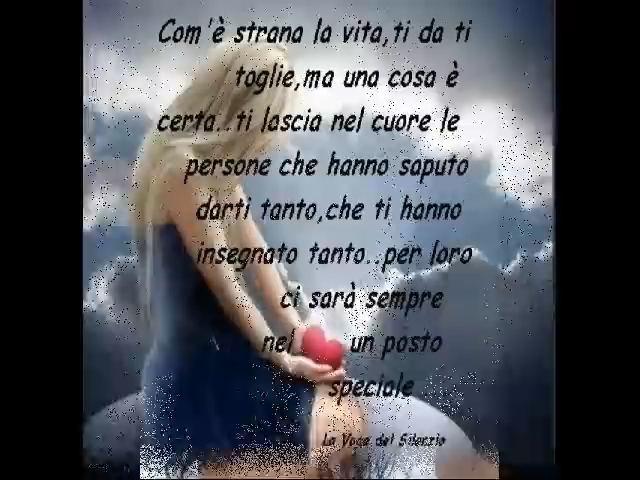 Com'è strana la vita,ti da ti
toglie,ma una cosa è
certa..ti lascia nel cuore le
persone che hanno saputo
darti tanto,che ti hanno
insegnato tanto..per loro
ci sarà sempre
nel un posto
speciale
La Voce del Silenzio